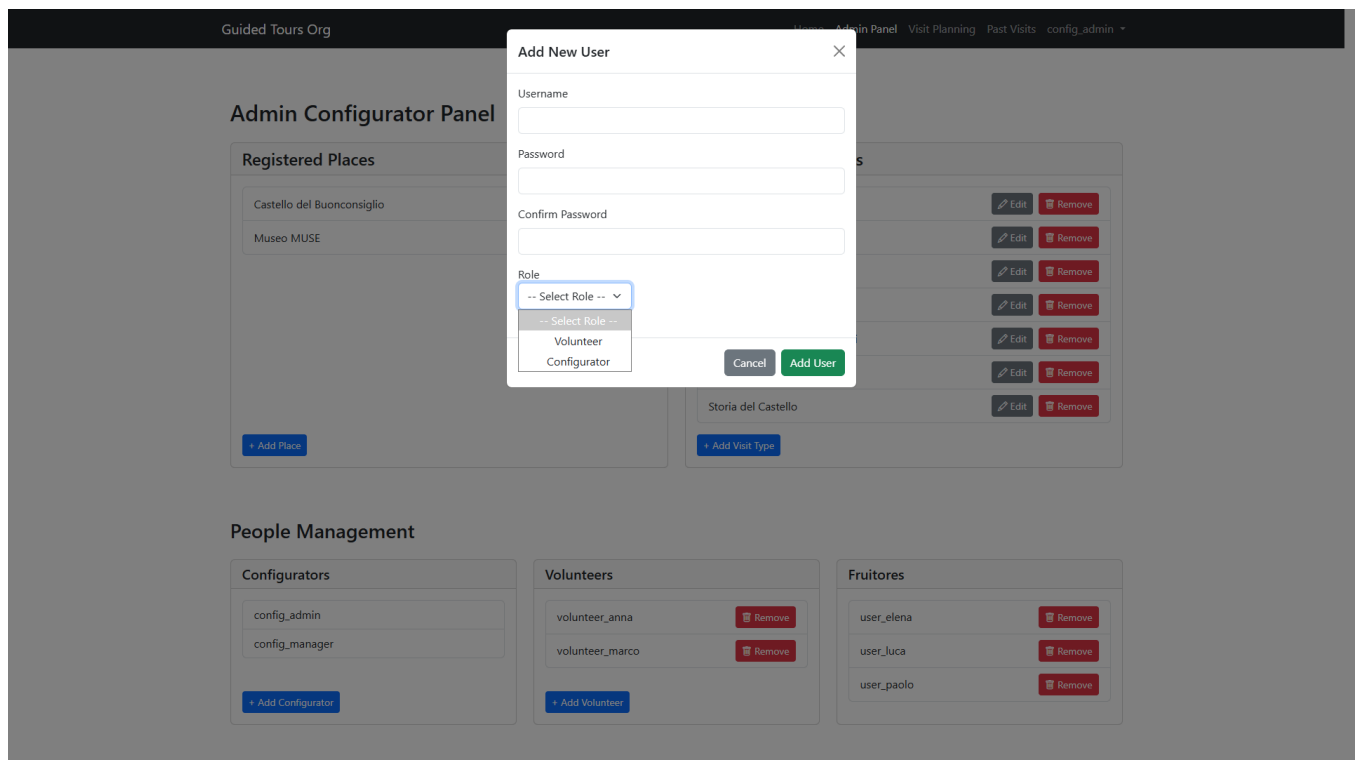 Guided Tours Org
Home Admin Panel Visit Planning Past Visits config_admin
Add New User
Username
Password
Confirm Password
Role
-- Select Role --
-- Select Role --
Volunteer
Configurator
Cancel Add User
Admin Configurator Panel
Registered Places
Castello del Buonconsiglio
Museo MUSE
+ Add Place
Edit Remove
Edit Remove
Edit Remove
Edit Remove
Edit Remove
Edit Remove
Storia del Castello Edit Remove
+ Add Visit Type
People Management
Configurators
config_admin
config_manager
+ Add Configurator
Volunteers
volunteer_anna Remove
volunteer_marco Remove
+ Add Volunteer
Fruitores
user_elena Remove
user_luca Remove
user_paolo Remove